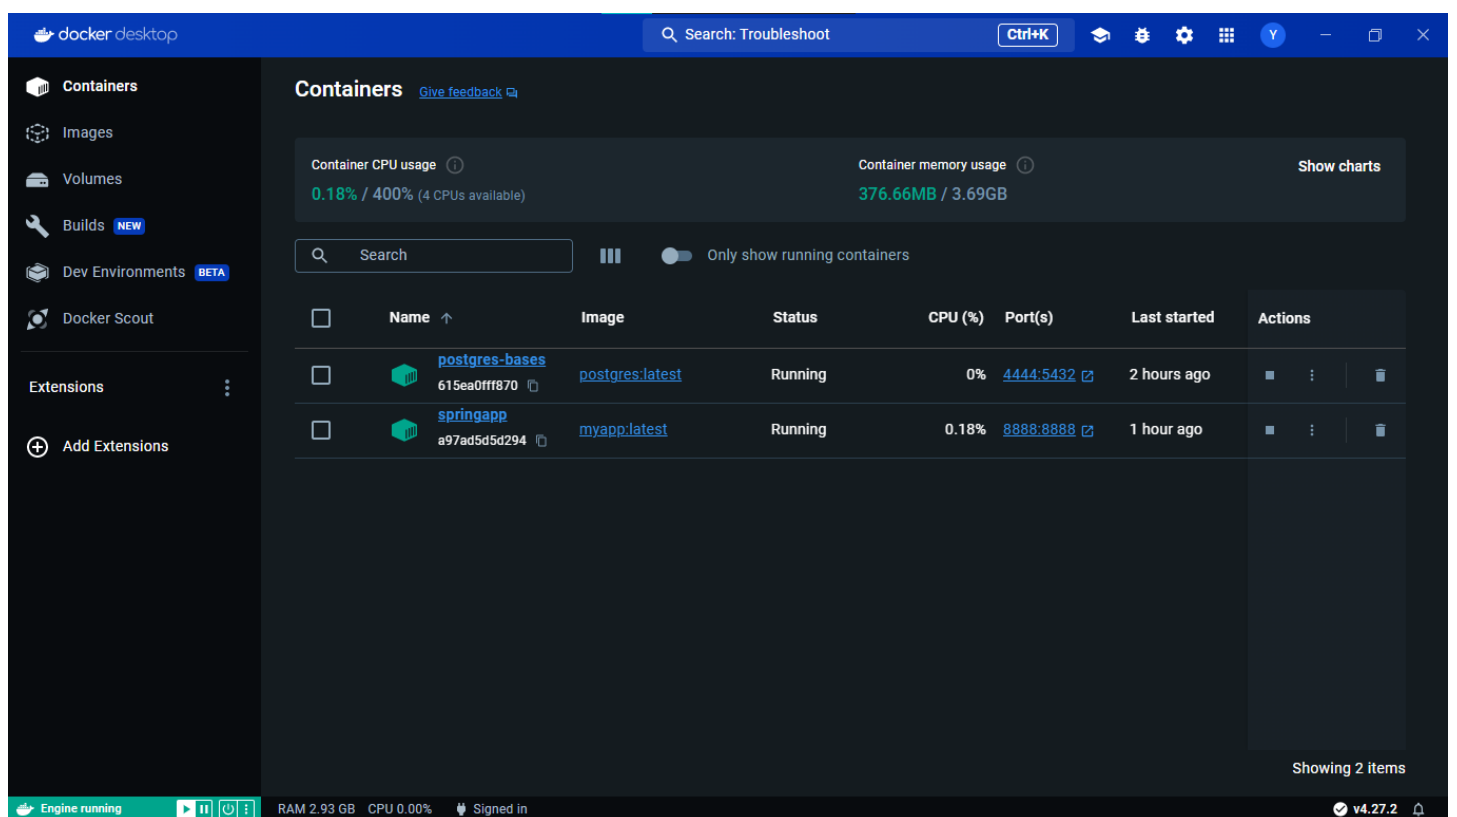 docker desktop
Search: Troubleshoot Ctrl+K Y
Containers
Images
Volumes
Builds NEW
Dev Environments BETA
Docker Scout
Extensions
Add Extensions
Containers Give feedback
Container CPU usage
0.18% / 400% (4 CPUs available)
Container memory usage
376.66MB / 3.69GB
Show charts
Search
Only show running containers
Name Image Status CPU (%) Port(s) Last started Actions
postgres-bases
615ea0fff870 postgres:latest Running 0% 4444:5432 2 hours ago
springapp
a97ad5d5d294 myapp:latest Running 0.18% 8888:8888 1 hour ago
Showing 2 items
Engine running RAM 2.93 GB CPU 0.00% Signed in v4.27.2